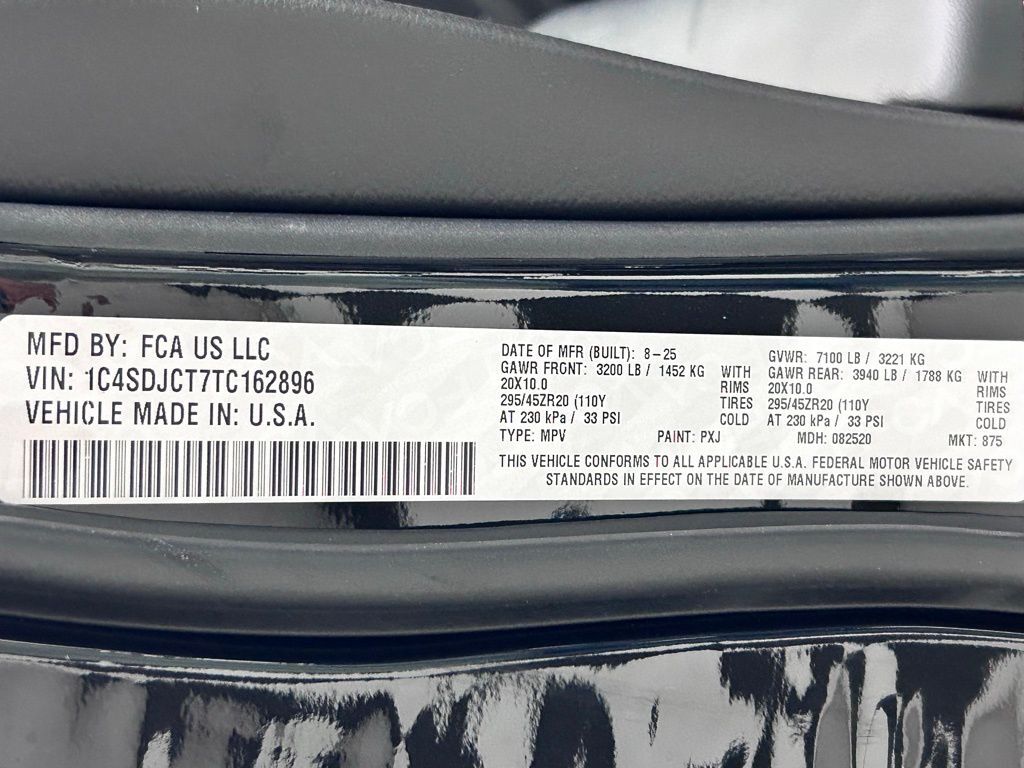 MFD BY: FCA US LLC
VIN: 1C4SDJCT7TC162896
VEHICLE MADE IN: U.S.A.
DATE OF MFR (BUILT): 8-25
GAWR FRONT: 3200 LB / 1452 KG WITH
20X10.0 RIMS
295/45ZR20 (110Y TIRES
AT 230 kPa / 33 PSI COLD
TYPE: MPV PAINT: PXJ
GVWR: 7100 LB / 3221 KG
GAWR REAR: 3940 LB / 1788 KG WITH
20X10.0 RIMS
295/45ZR20 (110Y TIRES
AT 230 kPa / 33 PSI COLD
MDH: 082520 MKT: 875
THIS VEHICLE CONFORMS TO ALL APPLICABLE U.S.A. FEDERAL MOTOR VEHICLE SAFETY
STANDARDS IN EFFECT ON THE DATE OF MANUFACTURE SHOWN ABOVE.